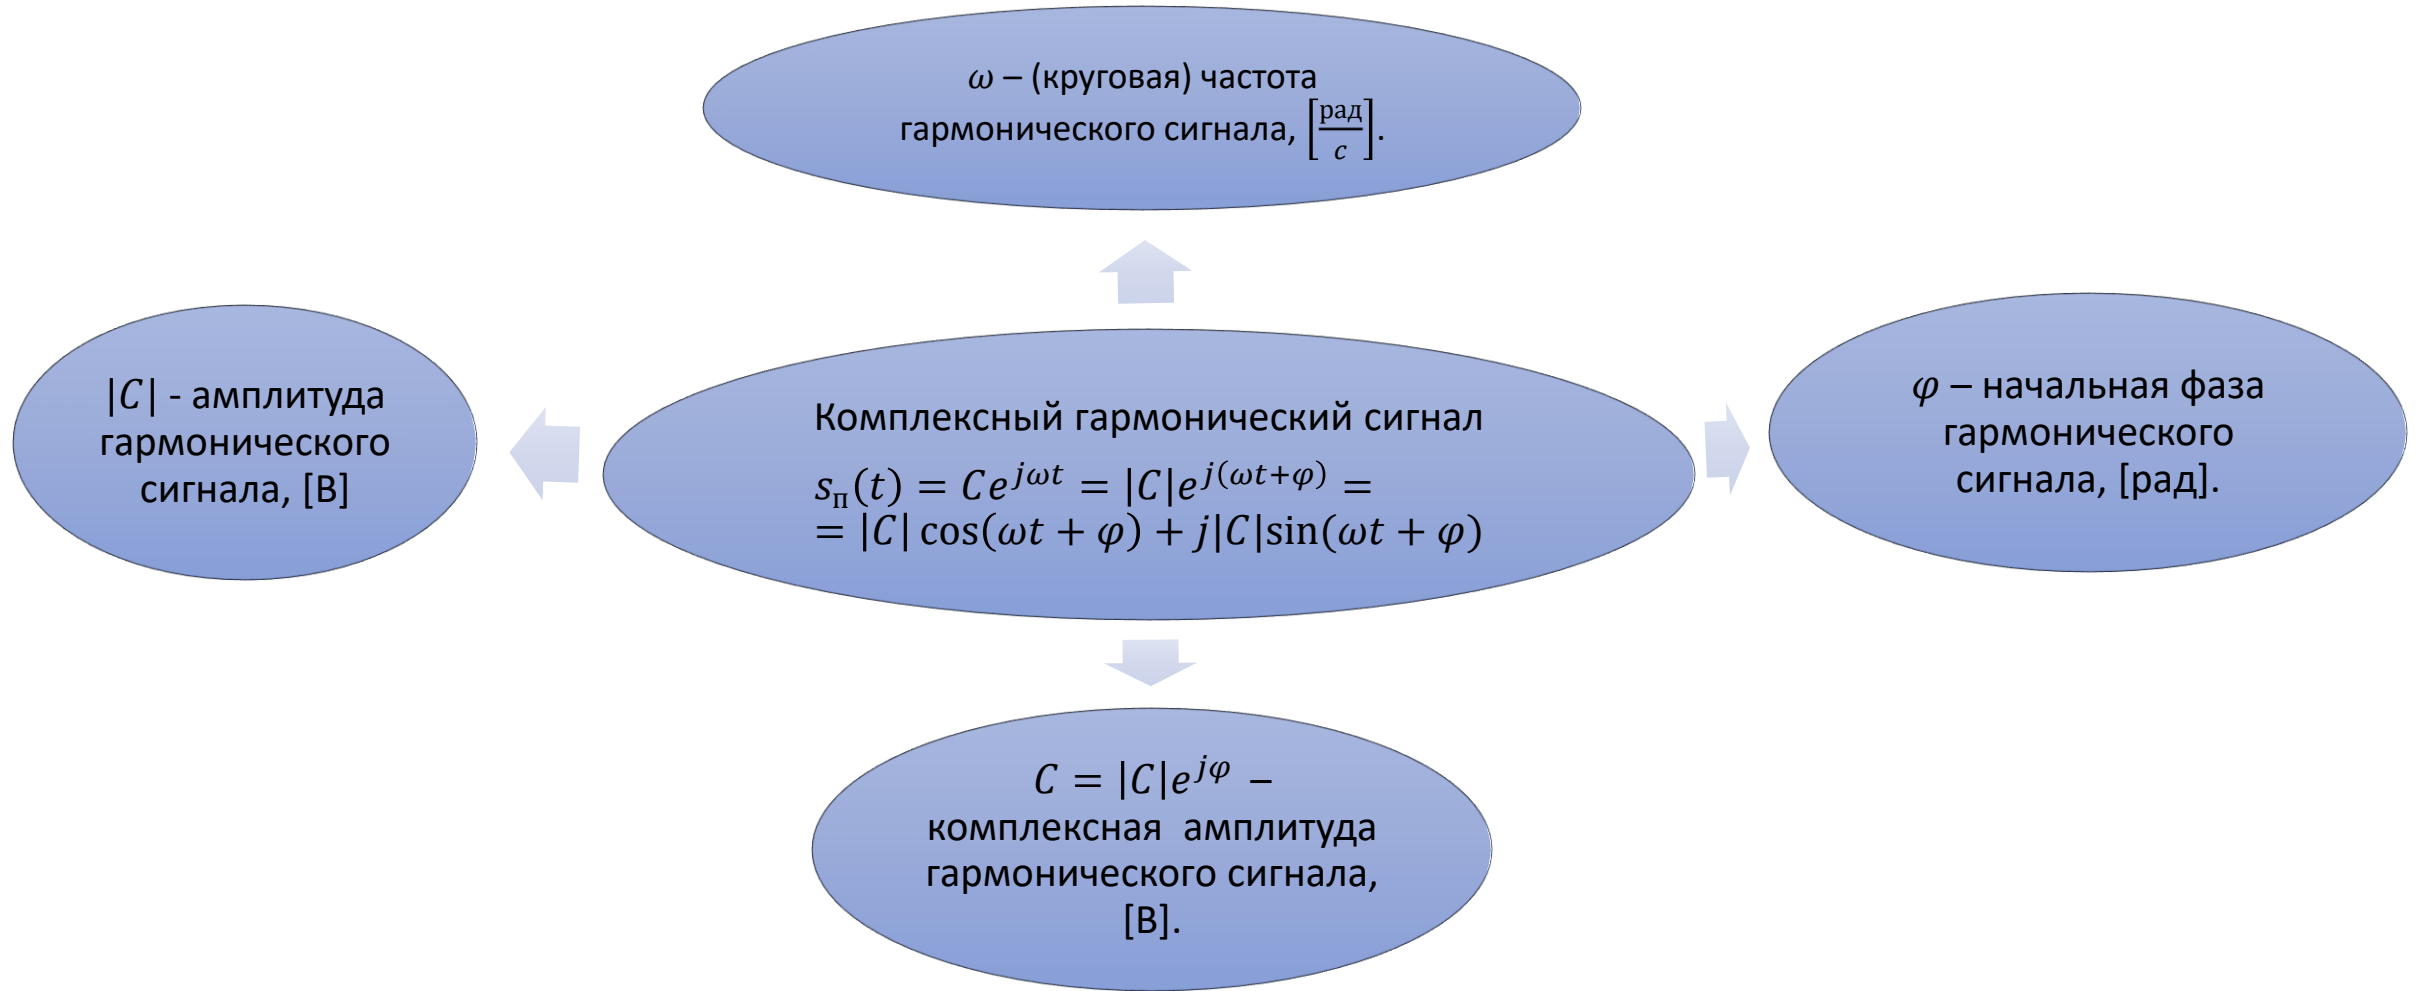 ω – (круговая) частота
гармонического сигнала, [рад/с].
|C| - амплитуда
гармонического
сигнала, [В]
Комплексный гармонический сигнал
sп(t) = Ce^{jωt} = |C|e^{j(ωt+φ)} =
= |C| cos(ωt + φ) + j|C|sin(ωt + φ)
φ – начальная фаза
гармонического
сигнала, [рад].
C = |C|e^{jφ} –
комплексная амплитуда
гармонического сигнала,
[В].